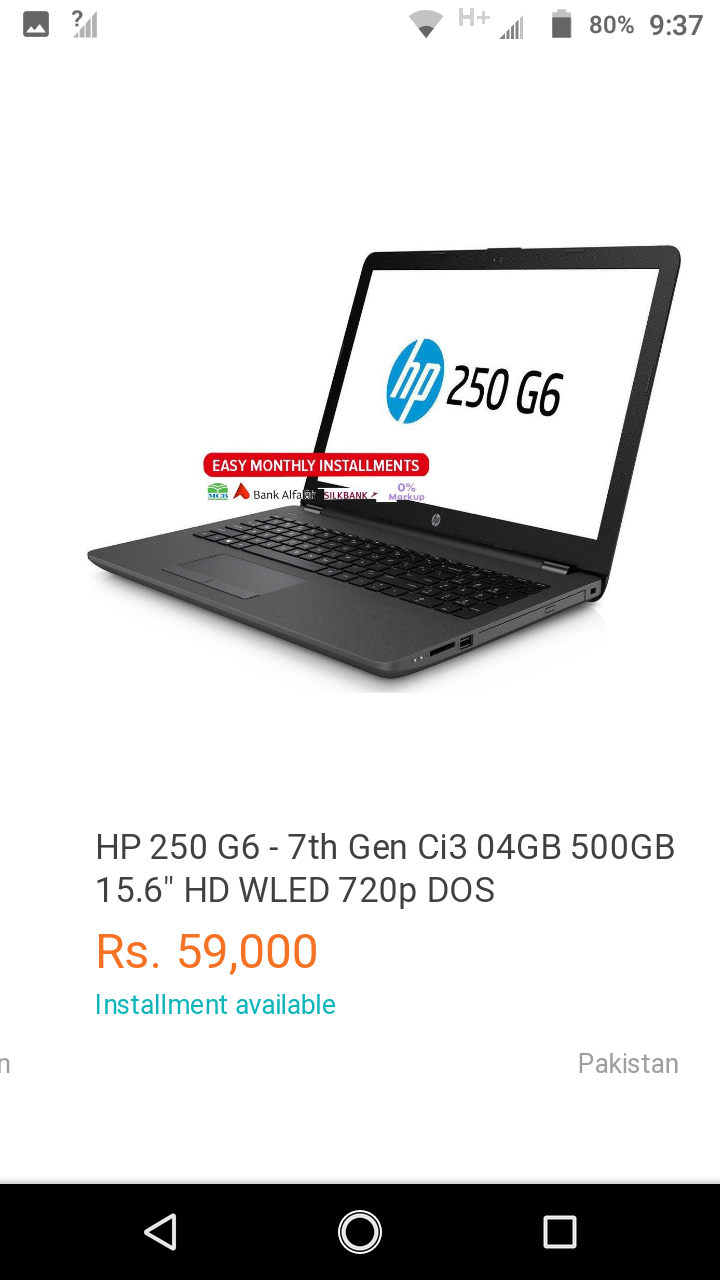 ?
H+
80% 9:37
hp 250 G6
EASY MONTHLY INSTALLMENTS
MCB Bank Alfalah SILKBANK 0%
Markup
hp
HP 250 G6 - 7th Gen Ci3 04GB 500GB
15.6" HD WLED 720p DOS
Rs. 59,000
Installment available
n Pakistan